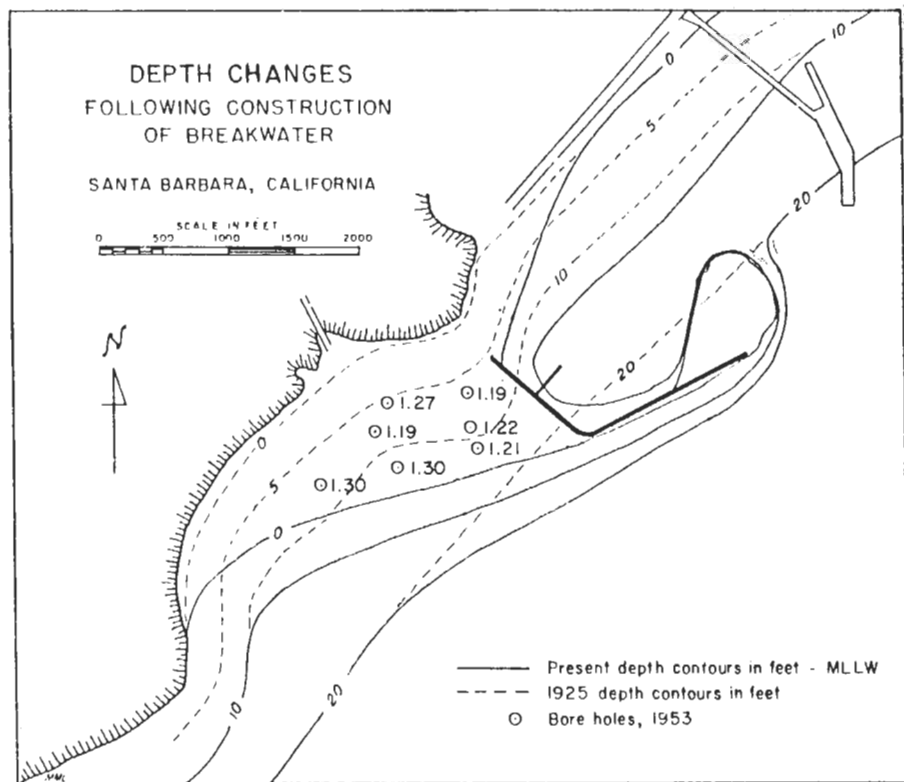 DEPTH CHANGES
FOLLOWING CONSTRUCTION
OF BREAKWATER
SANTA BARBARA, CALIFORNIA
SCALE IN FEET
0 500 1000 1500 2000
N
0
10
5
20
10
20
0
5
0
10
20
1.19
1.27
1.22
1.19
1.21
1.30
1.30
Present depth contours in feet - MLLW
1925 depth contours in feet
Bore holes, 1953